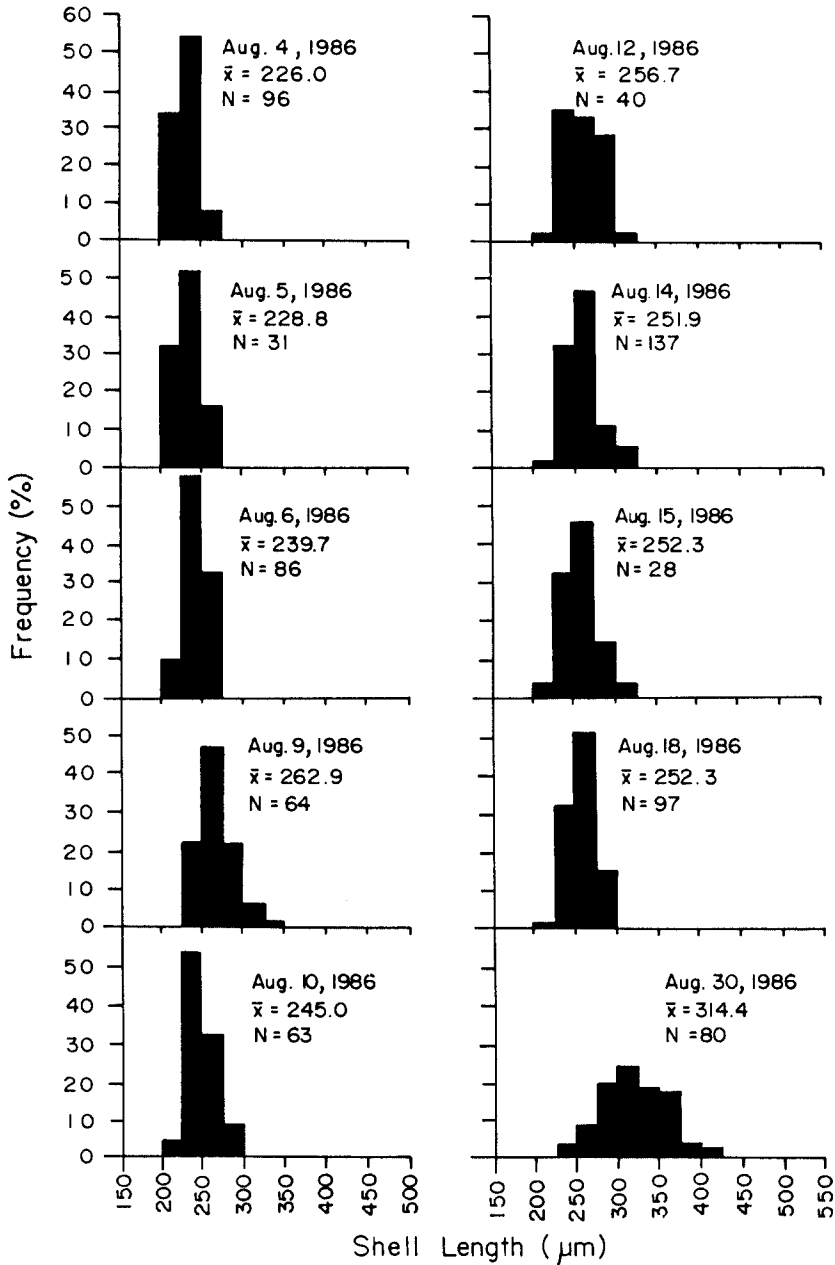 60
50
40
30
20
10
0
Aug. 4, 1986
x̄ = 226.0
N = 96
Aug. 12, 1986
x̄ = 256.7
N = 40
50
40
30
20
10
0
Aug. 5, 1986
x̄ = 228.8
N = 31
Aug. 14, 1986
x̄ = 251.9
N = 137
50
40
30
20
10
0
Aug. 6, 1986
x̄ = 239.7
N = 86
Aug. 15, 1986
x̄ = 252.3
N = 28
50
40
30
20
10
0
Aug. 9, 1986
x̄ = 262.9
N = 64
Aug. 18, 1986
x̄ = 252.3
N = 97
50
40
30
20
10
0
Aug. 10, 1986
x̄ = 245.0
N = 63
Aug. 30, 1986
x̄ = 314.4
N = 80
Frequency (%)
150 200 250 300 350 400 450 500
150 200 250 300 350 400 450 500 550
Shell Length (µm)